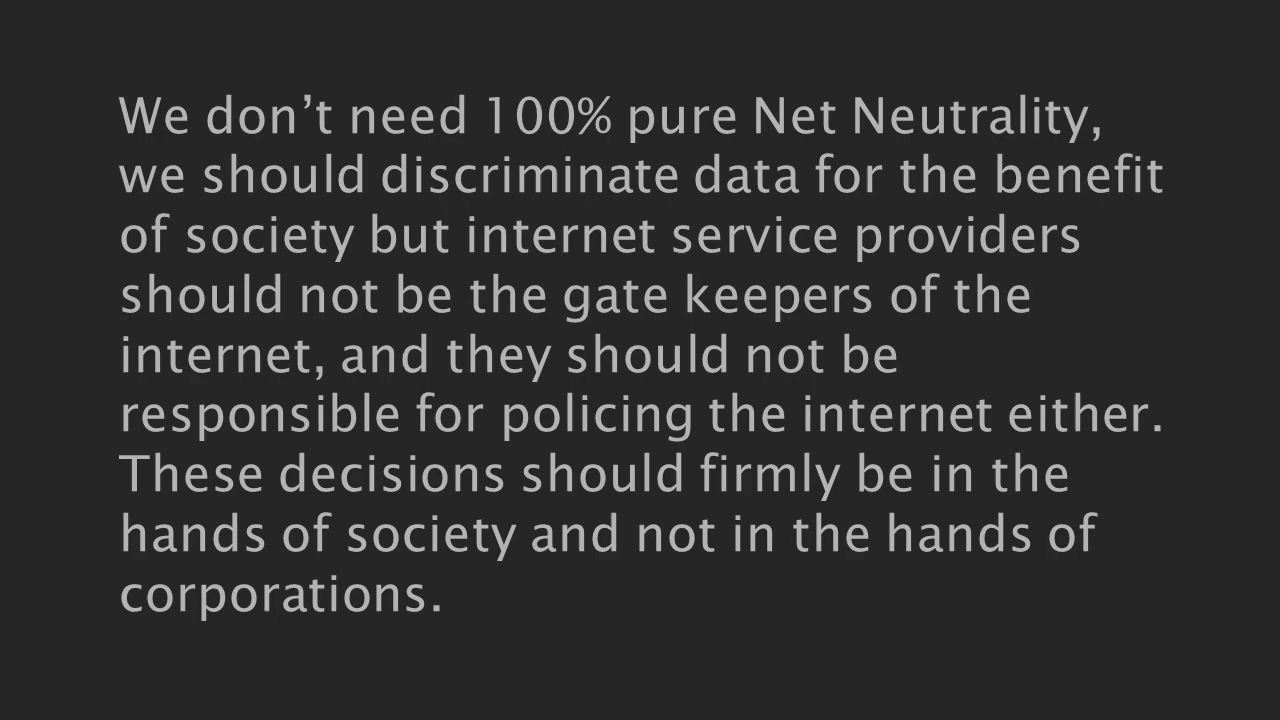 We don’t need 100% pure Net Neutrality,
we should discriminate data for the benefit
of society but internet service providers
should not be the gate keepers of the
internet, and they should not be
responsible for policing the internet either.
These decisions should firmly be in the
hands of society and not in the hands of
corporations.